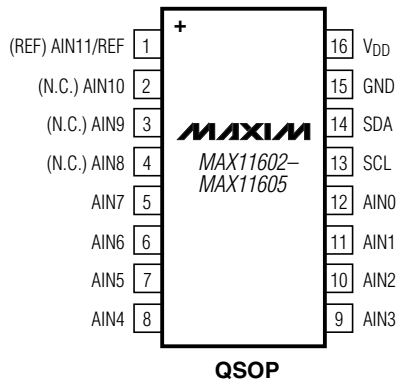 +
(REF) AIN11/REF 1 16 VDD
(N.C.) AIN10 2 15 GND
(N.C.) AIN9 3 MAXIM 14 SDA
(N.C.) AIN8 4 MAX11602– 13 SCL
MAX11605
AIN7 5 12 AIN0
AIN6 6 11 AIN1
AIN5 7 10 AIN2
AIN4 8 9 AIN3
QSOP